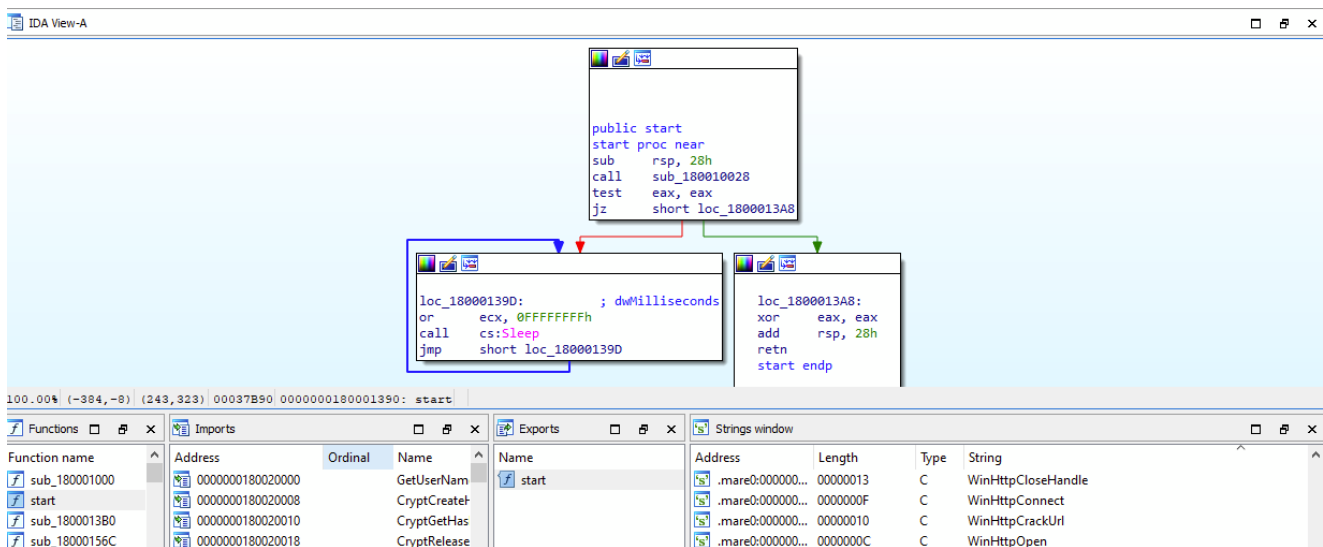 IDA View-A
public start
start proc near
sub rsp, 28h
call sub_180010028
test eax, eax
jz short loc_1800013A8
loc_18000139D: ; dwMilliseconds
or ecx, 0FFFFFFFFh
call cs:Sleep
jmp short loc_18000139D
loc_1800013A8:
xor eax, eax
add rsp, 28h
retn
start endp
100.00% (-384,-8) (243,323) 00037B90 0000000180001390: start
Functions Imports Exports Strings window
Function name Address Ordinal Name Name Address Length Type String
sub_180001000 0000000180020000 GetUserNam start .mare0:000000... 00000013 C WinHttpCloseHandle
start 0000000180020008 CryptCreateH .mare0:000000... 0000000F C WinHttpConnect
sub_1800013B0 0000000180020010 CryptGetHas .mare0:000000... 00000010 C WinHttpCrackUrl
sub_18000156C 0000000180020018 CryptRelease .mare0:000000... 0000000C C WinHttpOpen